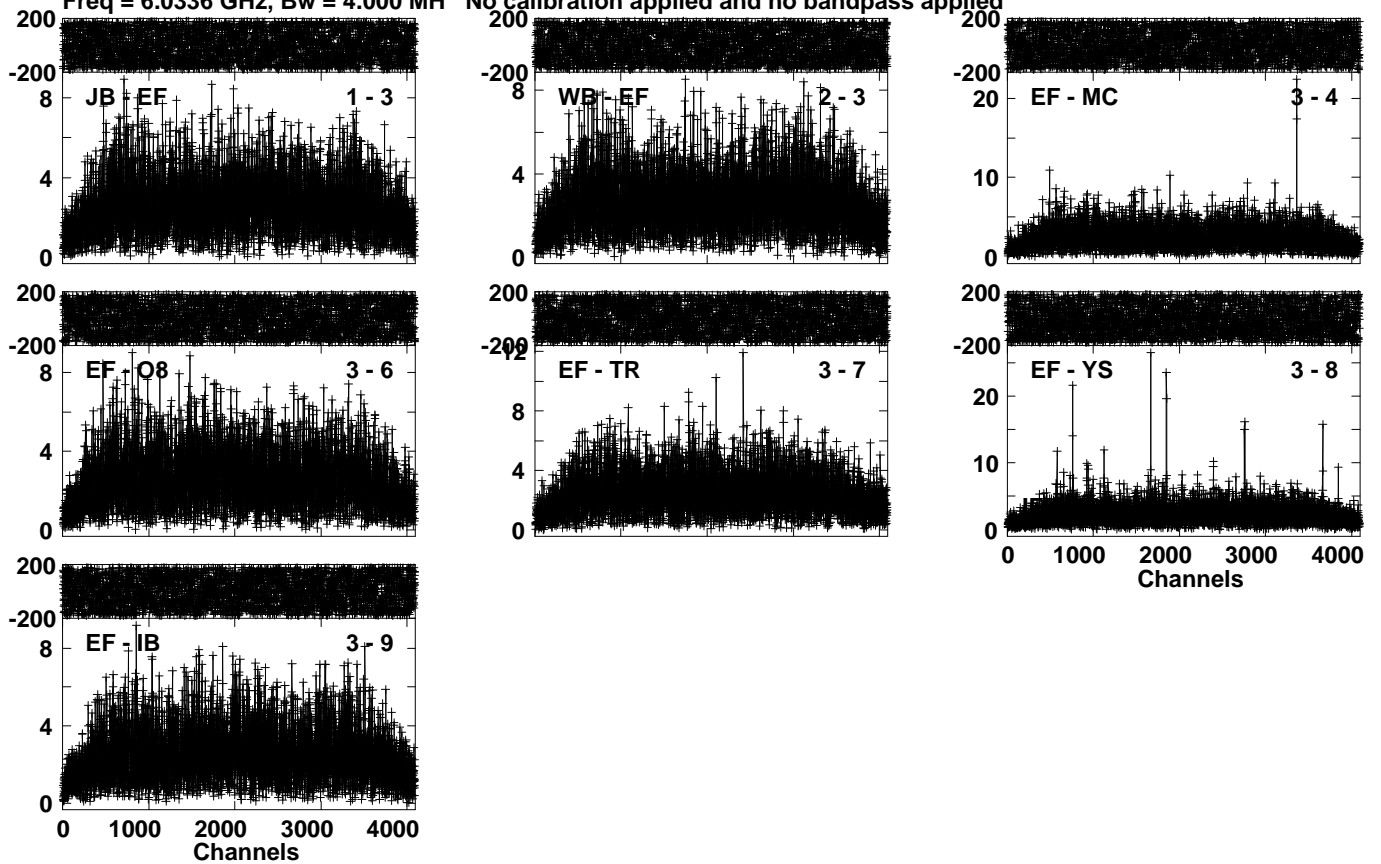 Freq = 6.0336 GHz, Bw = 4.000 MH No calibration applied and no bandpass applied
200 200 200
-200 -200 -200
JB - EF 1 - 3 WB - EF 2 - 3 EF - MC 3 - 4
8 8 20
4 4 10
0 0 0
200 200 200
-200 -200 -200
12
EF - O8 3 - 6 EF - TR 3 - 7 EF - YS 3 - 8
8 8 20
4 4 10
0 0 0
0 1000 2000 3000 4000
Channels
200
-200
EF - IB 3 - 9
8
4
0
0 1000 2000 3000 4000
Channels